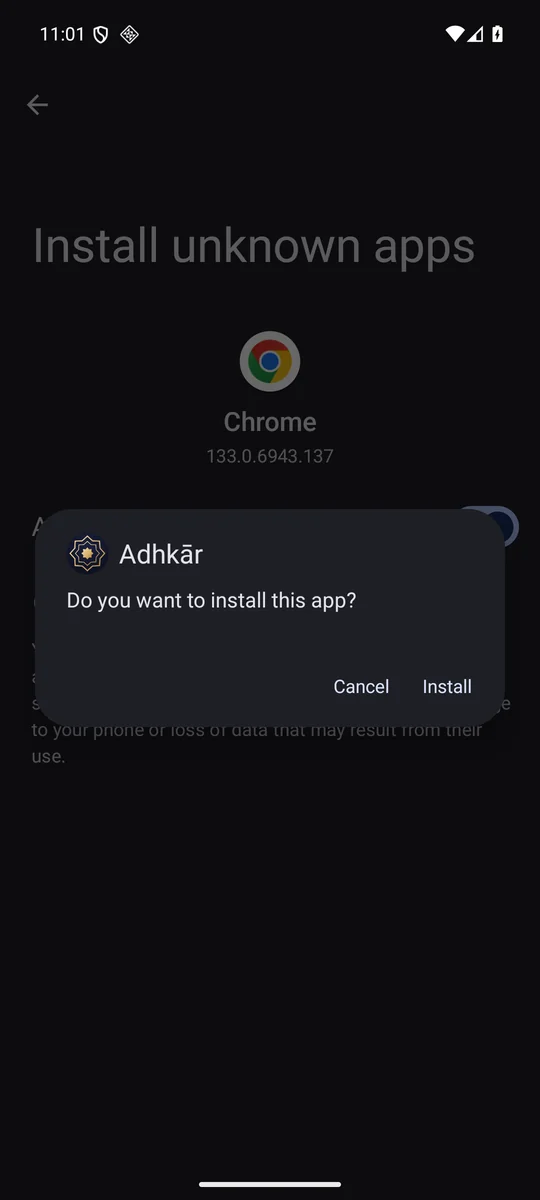 11:01
Install unknown apps
Chrome
133.0.6943.137
Adhkār
Do you want to install this app?
Cancel Install
to your phone or loss of data that may result from their
use.